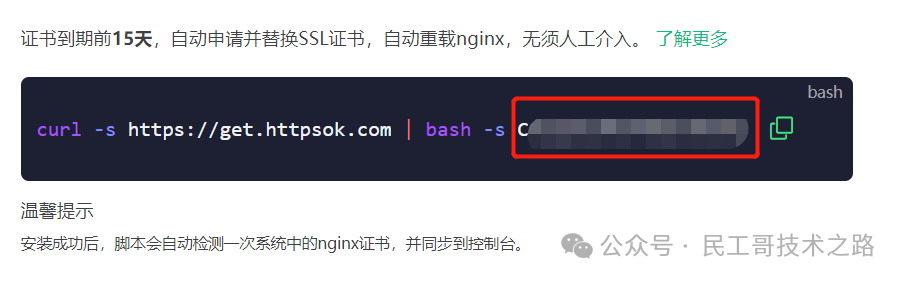 证书到期前15天，自动申请并替换SSL证书，自动重载nginx，无须人工介入。 了解更多
bash
curl -s https://get.httpsok.com | bash -s C
温馨提示
安装成功后，脚本会自动检测一次系统中的nginx证书，并同步到控制台。
公众号 · 民工哥技术之路